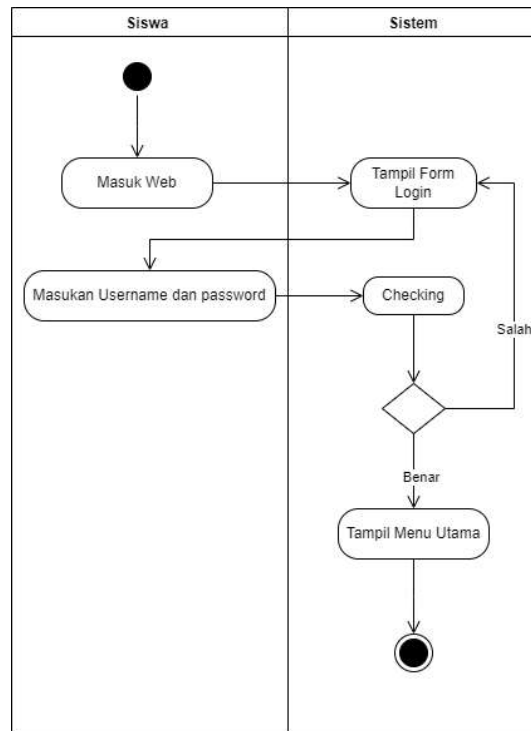 Siswa
Sistem
Masuk Web
Tampil Form
Login
Masukan Username dan password
Checking
Salah
Benar
Tampil Menu Utama